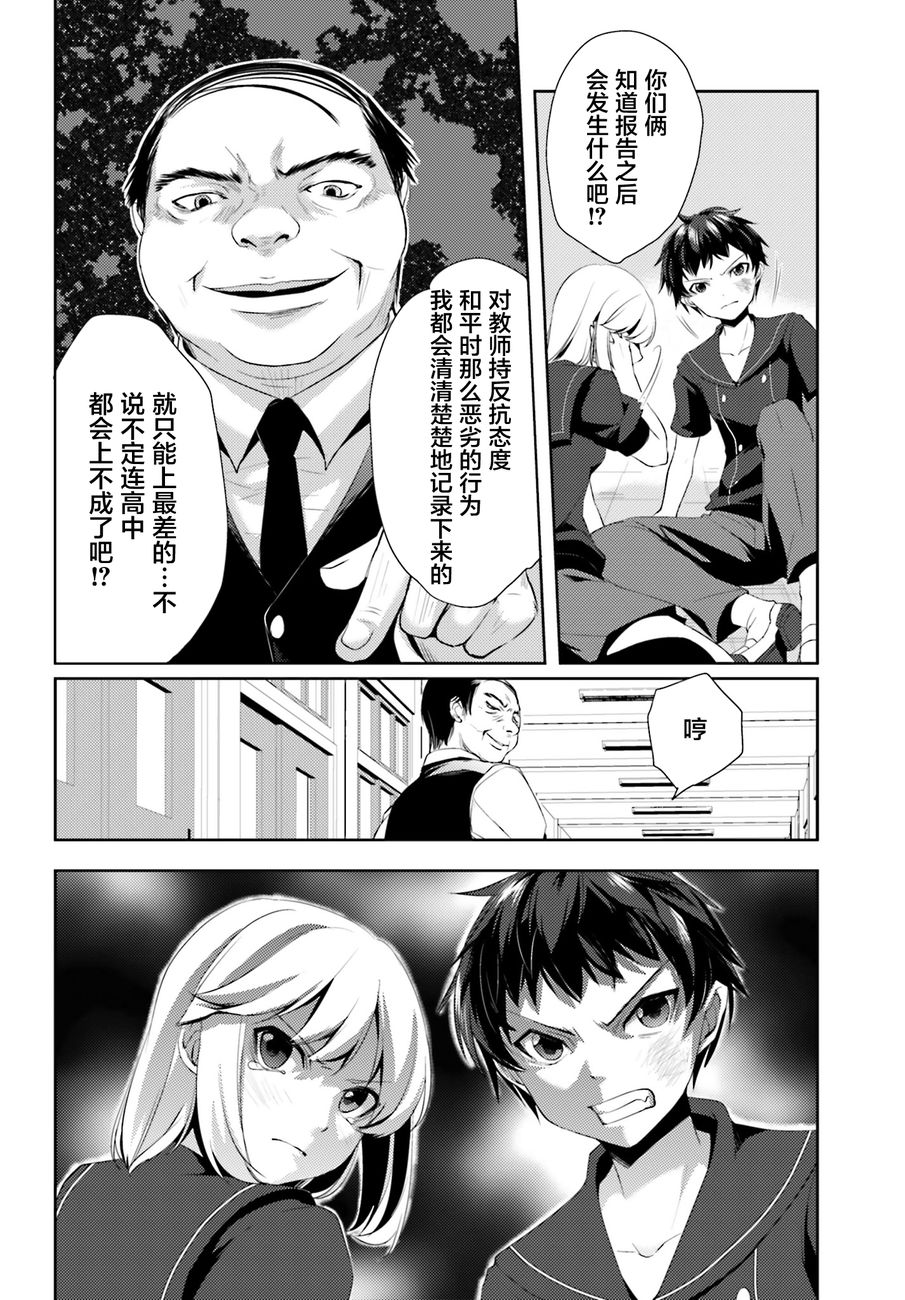 你们俩
知道报告之后
会发生什么吧!?
对教师持反抗态度
和平时那么恶劣的行为
我都会清清楚楚地记录下来的
就只能上最差的…不
说不定连高中
都会上不成了吧!?
哼